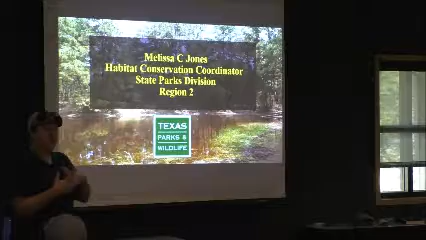 Melissa C Jones
Habitat Conservation Coordinator
State Parks Division
Region 2
TEXAS
PARKS &
WILDLIFE